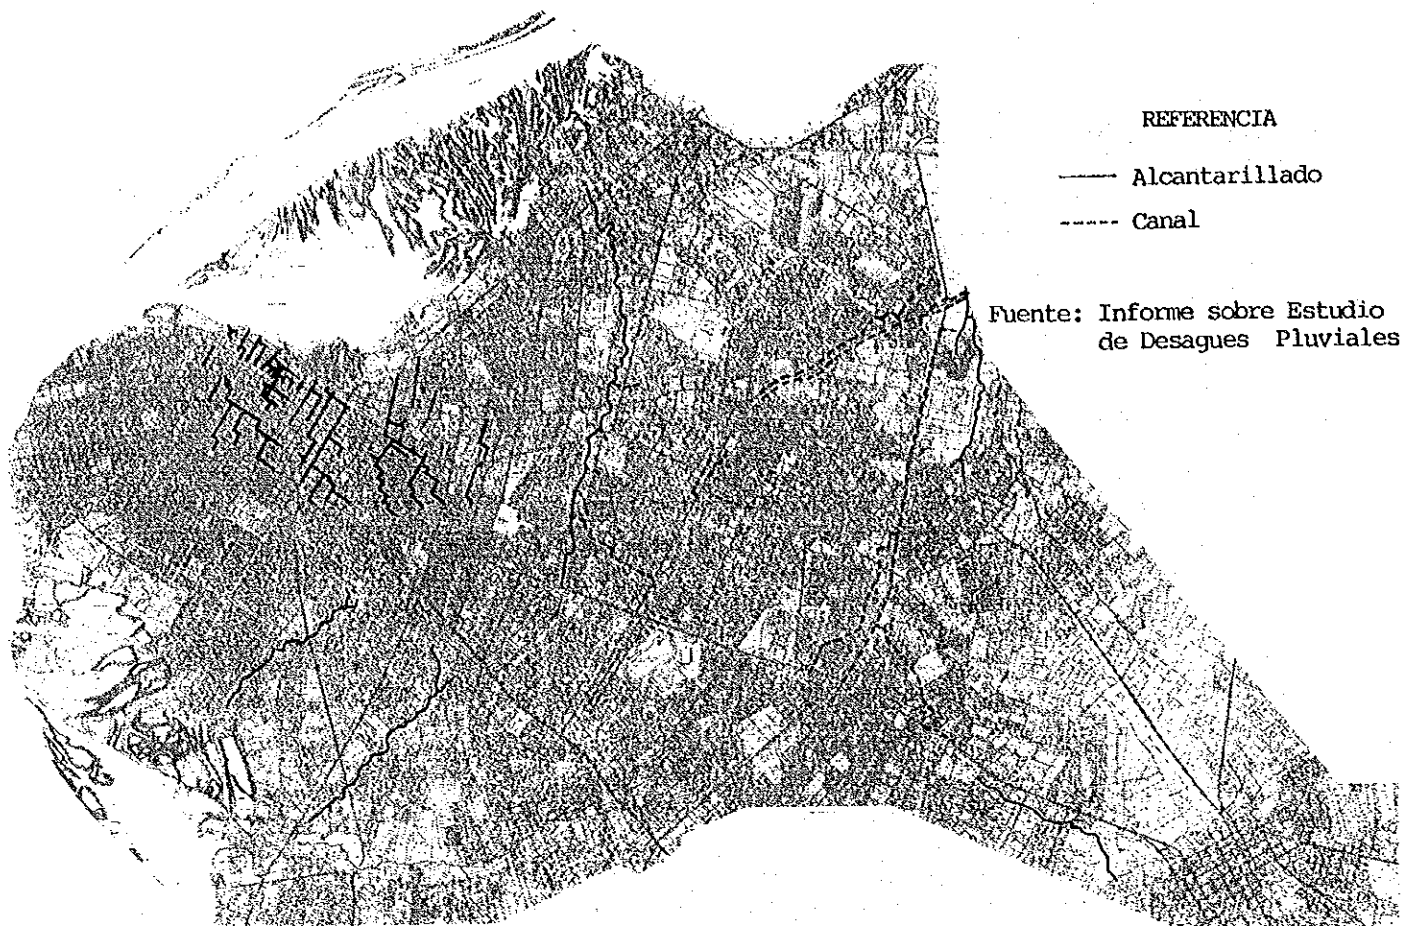 REFERENCIA
Alcantarillado
Canal
Fuente: Informe sobre Estudio
de Desagues Pluviales